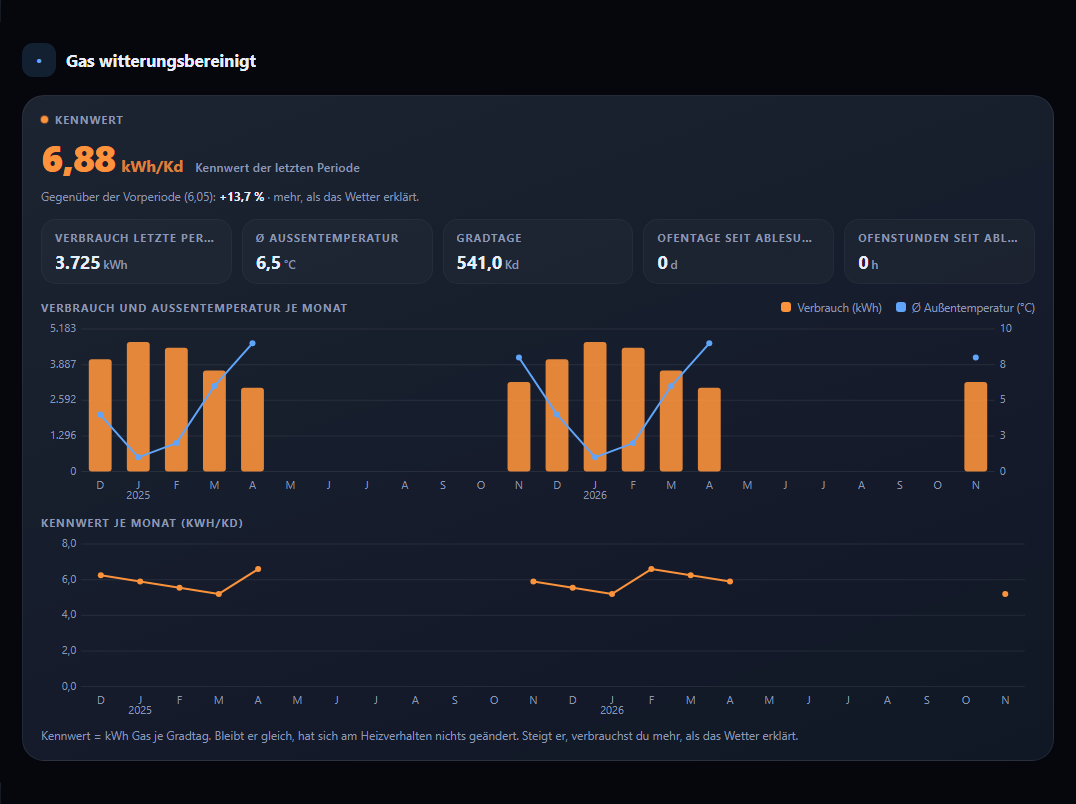 Gas witterungsbereinigt
KENNWERT
6,88 kWh/Kd Kennwert der letzten Periode
Gegenüber der Vorperiode (6,05): +13,7 % · mehr, als das Wetter erklärt.
VERBRAUCH LETZTE PER...
3.725 kWh
Ø AUSSENTEMPERATUR
6,5 °C
GRADTAGE
541,0 Kd
OFENTAGE SEIT ABLESU...
0 d
OFENSTUNDEN SEIT ABL...
0 h
VERBRAUCH UND AUSSENTEMPERATUR JE MONAT
Verbrauch (kWh) Ø Außentemperatur (°C)
5.183 10
3.887 8
2.592 5
1.296 3
0 0
D J F M A M J J A S O N D J F M A M J J A S O N
2025 2026
KENNWERT JE MONAT (KWH/KD)
8,0
6,0
4,0
2,0
0,0
D J F M A M J J A S O N D J F M A M J J A S O N
2025 2026
Kennwert = kWh Gas je Gradtag. Bleibt er gleich, hat sich am Heizverhalten nichts geändert. Steigt er, verbrauchst du mehr, als das Wetter erklärt.